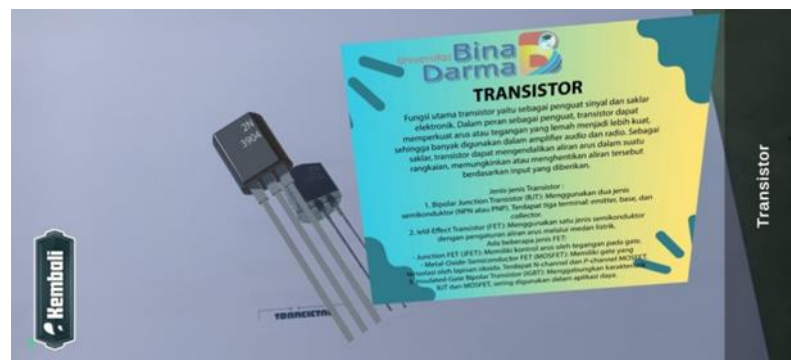 Universitas Bina
Darma
TRANSISTOR
Fungsi utama transistor yaitu sebagai penguat sinyal dan saklar
elektronik. Dalam peran sebagai penguat, transistor dapat
memperkuat arus atau tegangan yang lemah menjadi lebih kuat,
sehingga banyak digunakan dalam amplifier audio dan radio. Sebagai
saklar, transistor dapat mengendalikan aliran arus dalam suatu
rangkaian, memungkinkan atau menghentikan aliran tersebut
berdasarkan input yang diberikan.
Jenis-jenis Transistor :
1. Bipolar Junction Transistor (BJT): Menggunakan dua jenis
semikonduktor (NPN atau PNP). Terdapat tiga terminal: emitter, base, dan
collector.
2. ield-Effect Transistor (FET): Menggunakan satu jenis semikonduktor
dengan pengaturan aliran arus melalui medan listrik.
Ada beberapa jenis FET:
- Junction FET (JFET): Memiliki kontrol arus oleh tegangan pada gate.
- Metal-Oxide-Semiconductor FET (MOSFET): Memiliki gate yang
terisolasi oleh lapisan oksida. Terdapat N-channel dan P-channel MOSFET.
3. Insulated-Gate Bipolar Transistor (IGBT): Menggabungkan karakteristik
BJT dan MOSFET, sering digunakan dalam aplikasi daya.
2N
3904
Kembali
Transistor